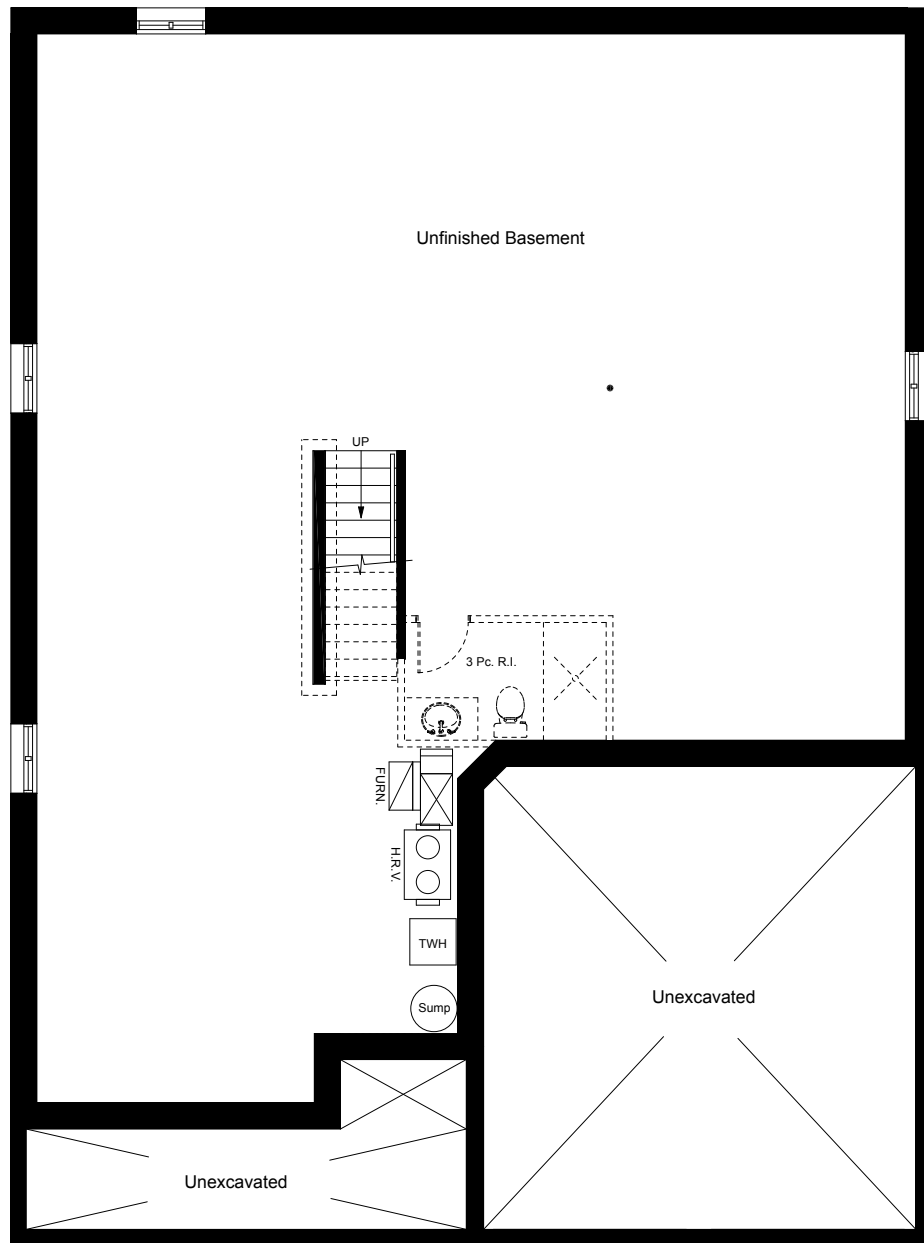 Unfinished Basement
UP
3 Pc. R.I.
FURN.
H.R.V.
TWH
Sump
Unexcavated
Unexcavated